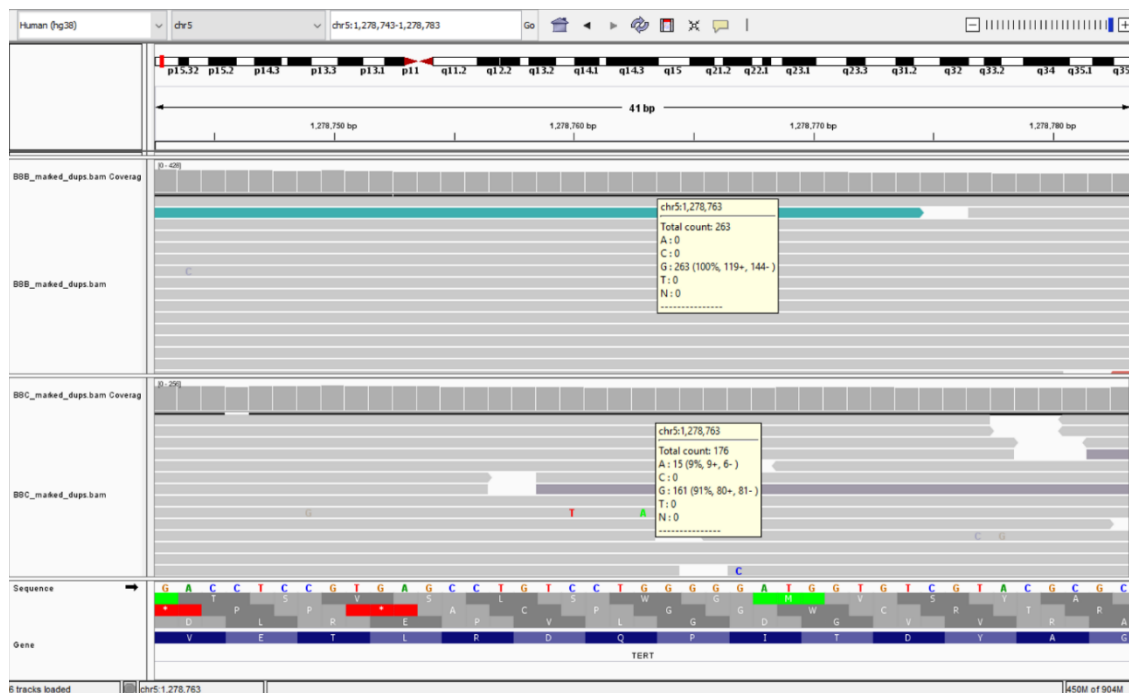 Human (hg38) chr5 chr5:1,278,743-1,278,783 Go
p15.32 p15.2 p14.3 p13.3 p13.1 p11 q11.2 q12.2 q13.2 q14.1 q14.3 q15 q21.2 q22.1 q23.1 q23.3 q31.2 q32 q33.2 q34 q35.1 q35
41 bp
1,278,750 bp 1,278,760 bp 1,278,770 bp 1,278,780 bp
BBB_marked_dups.bam Coverag
[0 - 428]
chr5:1,278,763
Total count: 263
A : 0
C : 0
G : 263 (100%, 119+, 144- )
T : 0
N : 0
---------------
C
BBB_marked_dups.bam
BBC_marked_dups.bam Coverag
[0 - 256]
chr5:1,278,763
Total count: 176
A : 15 (9%, 9+, 6- )
C : 0
G : 161 (91%, 80+, 81- )
T : 0
N : 0
---------------
BBC_marked_dups.bam
G T A
C G
C
Sequence G A C C T C C G T G A G C C T G T C C T G G G G G A T G G T G T C G T A C G C G C
T S V S L S W G M V S Y A
* P P * A C P G G W C R T R
D L R E P V L G D G V V R A
Gene
V E T L R D Q P I T D Y A G
TERT
6 tracks loaded chr5:1,278,763 450M of 904M